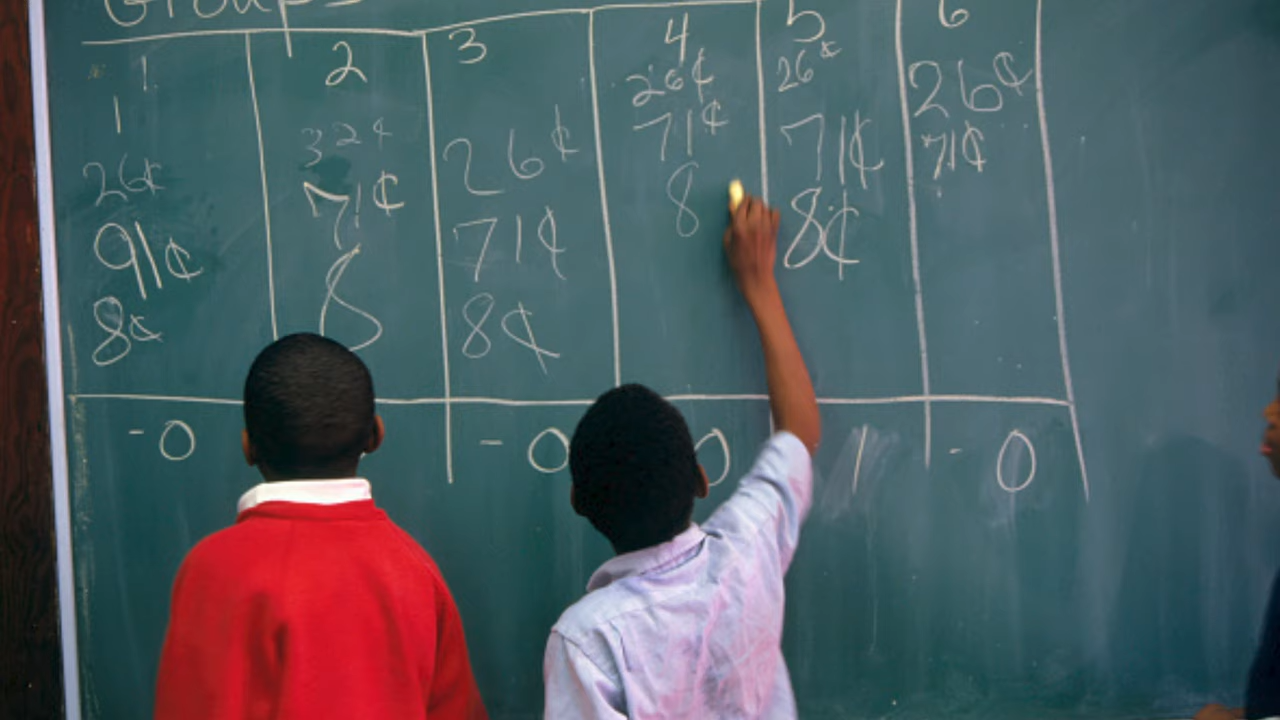 Groups
1 2 3 4 5 6
1 26¢ 26¢ 26¢
26¢ 32¢ 26¢ 71¢ 71¢ 71¢
91¢ 71¢ 71¢ 8 8¢
8¢ 8 8¢
-0 -0 0 1 -0